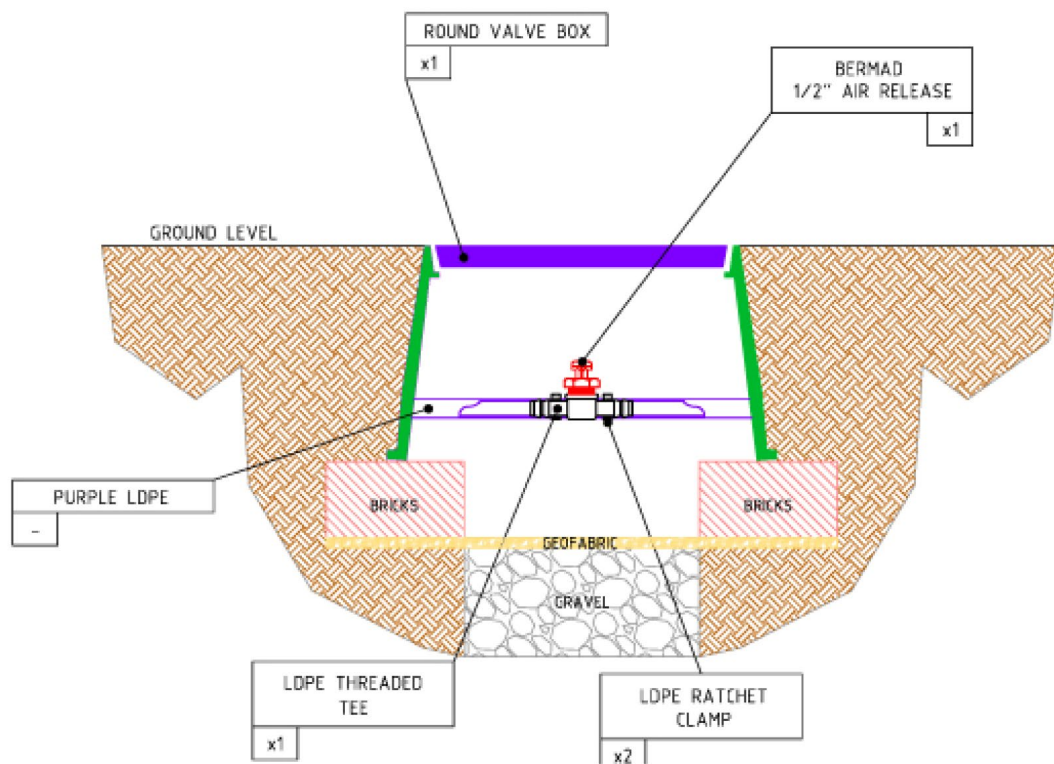 ROUND VALVE BOX
x1
BERMAD
1/2" AIR RELEASE
x1
GROUND LEVEL
PURPLE LDPE
-
BRICKS
BRICKS
GEOFABRIC
GRAVEL
LDPE THREADED
TEE
x1
LDPE RATCHET
CLAMP
x2